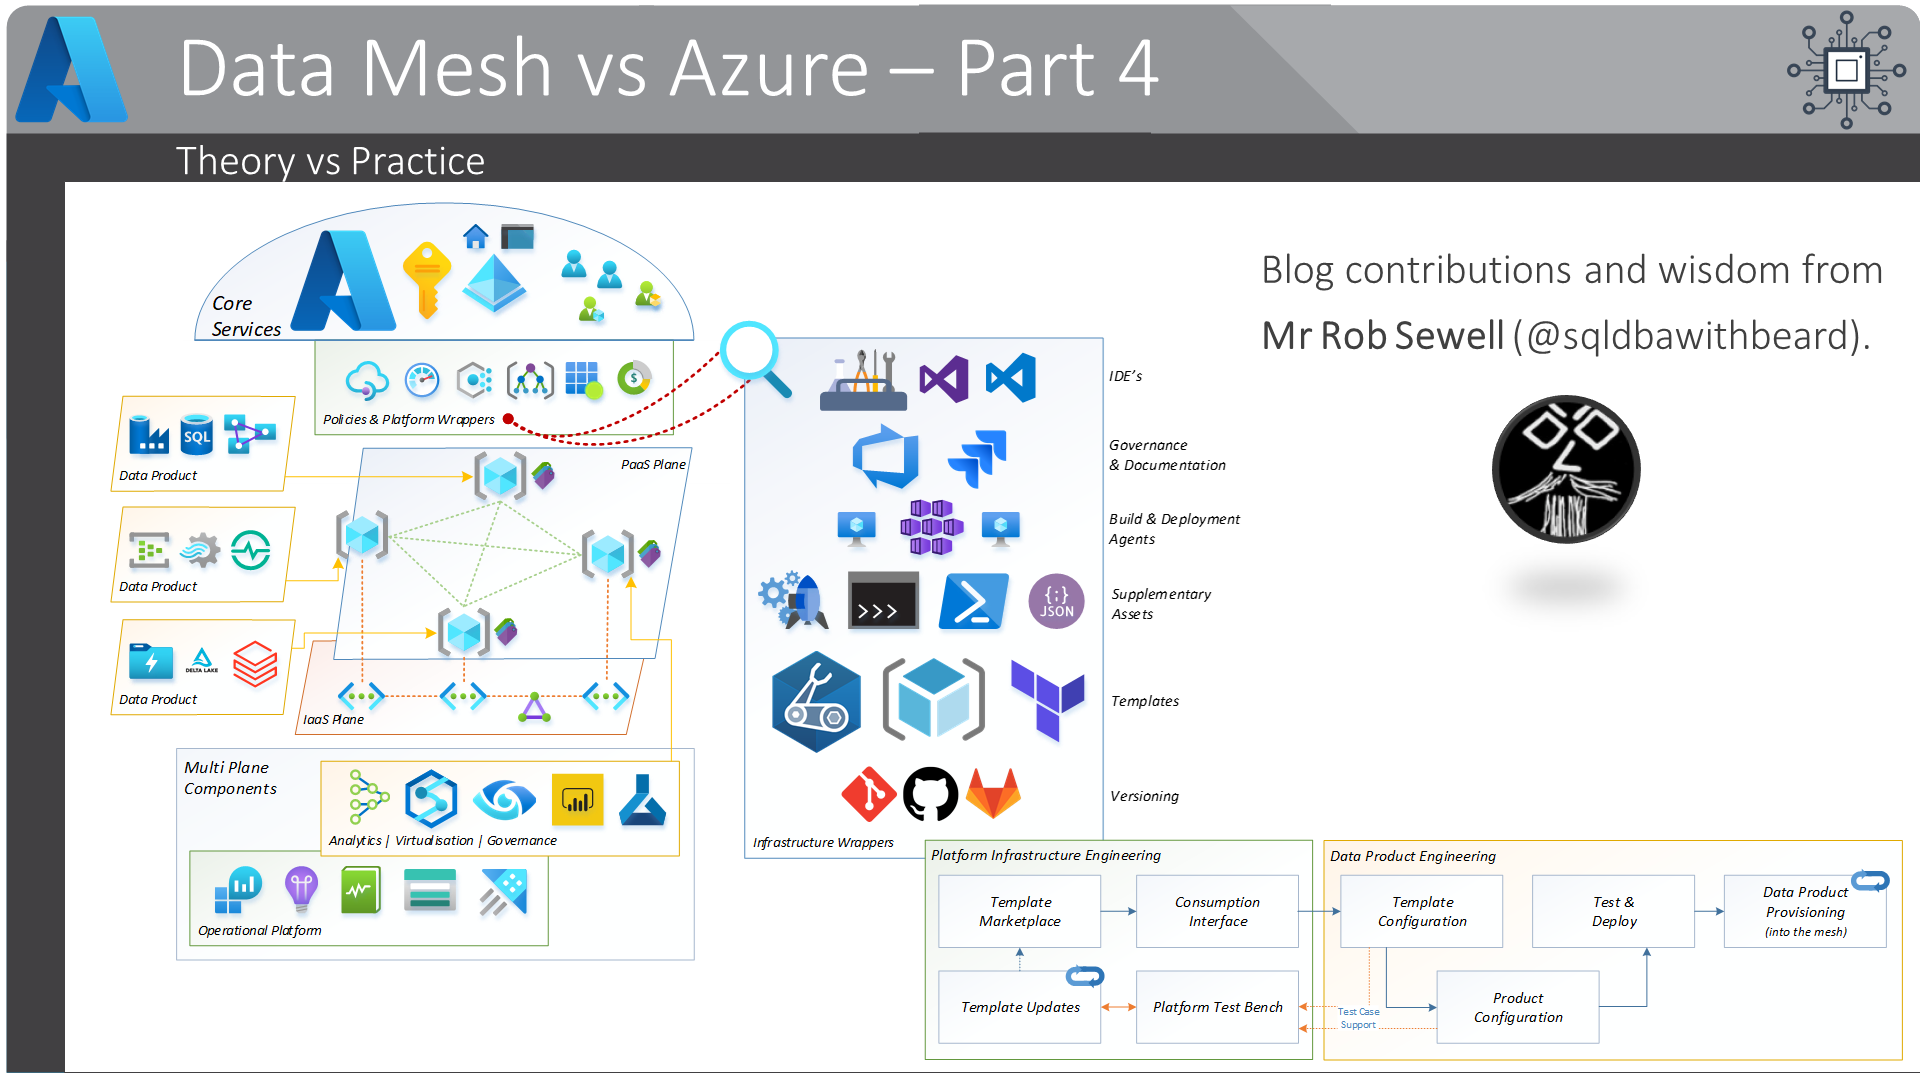 Data Mesh vs Azure – Part 4
Theory vs Practice
Core
Services
Policies & Platform Wrappers
SQL
Data Product
Data Product
DELTA LAKE
Data Product
PaaS Plane
IaaS Plane
Multi Plane
Components
Analytics | Virtualisation | Governance
Operational Platform
IDE's
Governance
& Documentation
Build & Deployment
Agents
>>>
{;}
JSON
Supplementary
Assets
Templates
Versioning
Infrastructure Wrappers
Blog contributions and wisdom from
Mr Rob Sewell (@sqldbawithbeard).
Platform Infrastructure Engineering
Template
Marketplace
Consumption
Interface
Template Updates
Platform Test Bench
Data Product Engineering
Template
Configuration
Test &
Deploy
Data Product
Provisioning
(into the mesh)
Test Case
Support
Product
Configuration